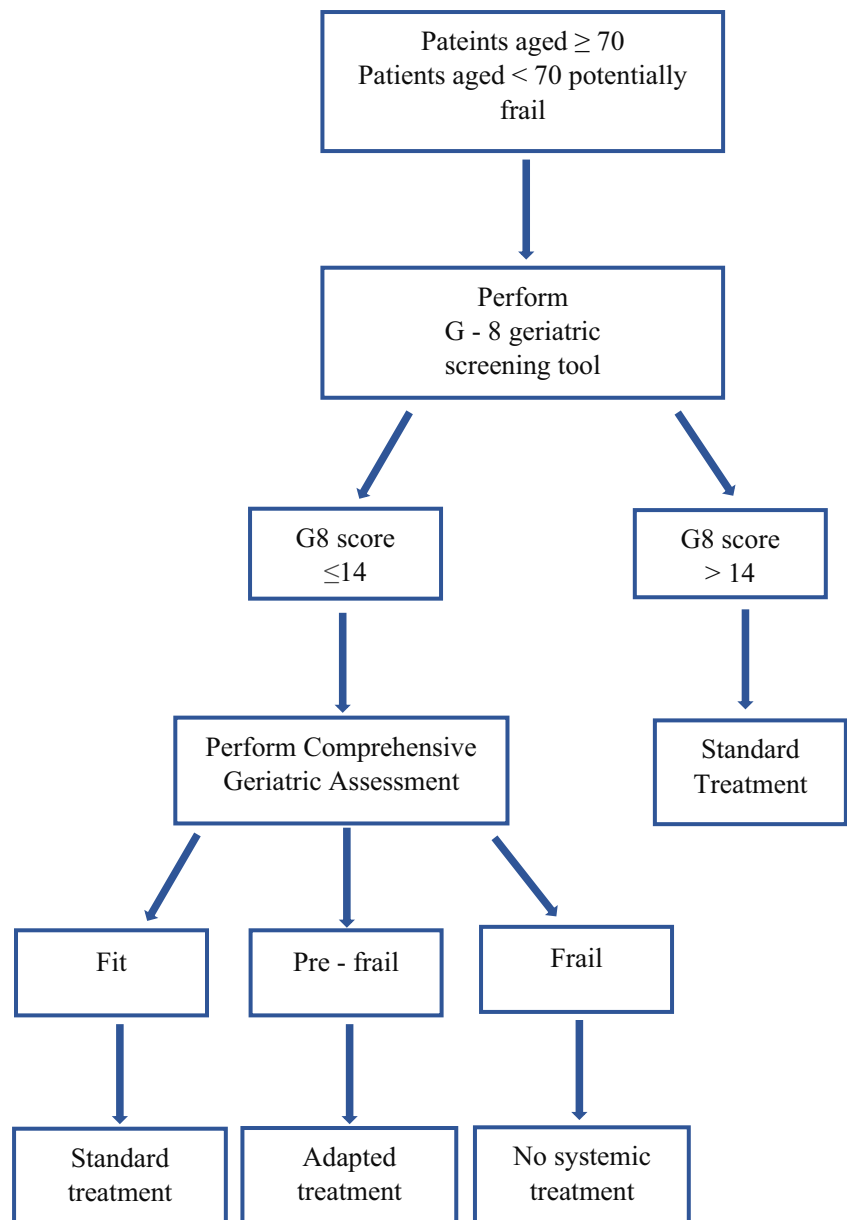 Pateints aged ≥ 70
Patients aged < 70 potentially
frail
Perform
G - 8 geriatric
screening tool
G8 score
≤14
G8 score
> 14
Perform Comprehensive
Geriatric Assessment
Standard
Treatment
Fit
Pre - frail
Frail
Standard
treatment
Adapted
treatment
No systemic
treatment